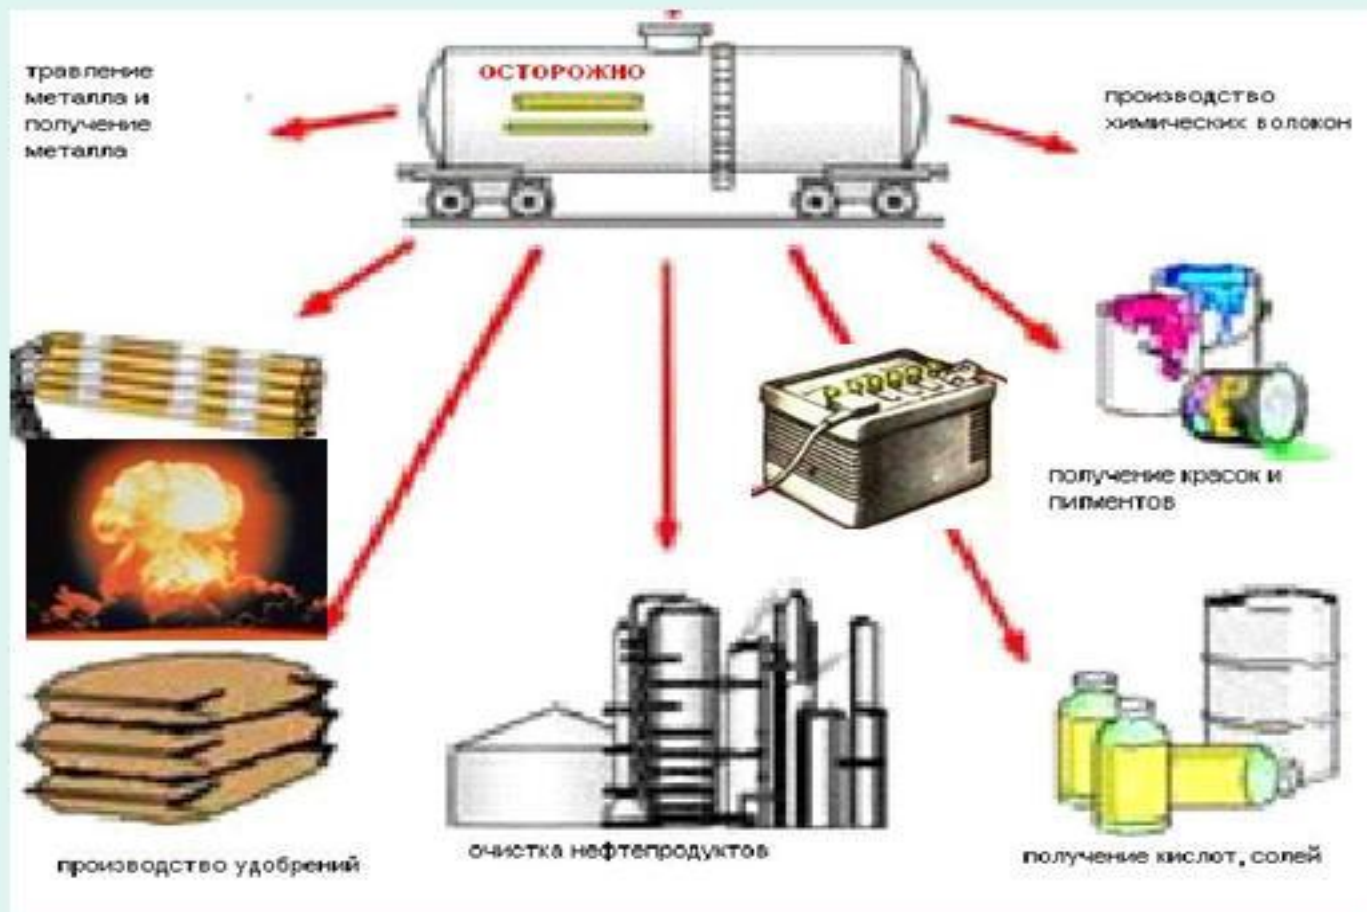 ОСТОРОЖНО
травление
металла и
получение
металла
производство
химических волокон
получение красок и
пигментов
производство удобрений
очистка нефтепродуктов
получение кислот, солей